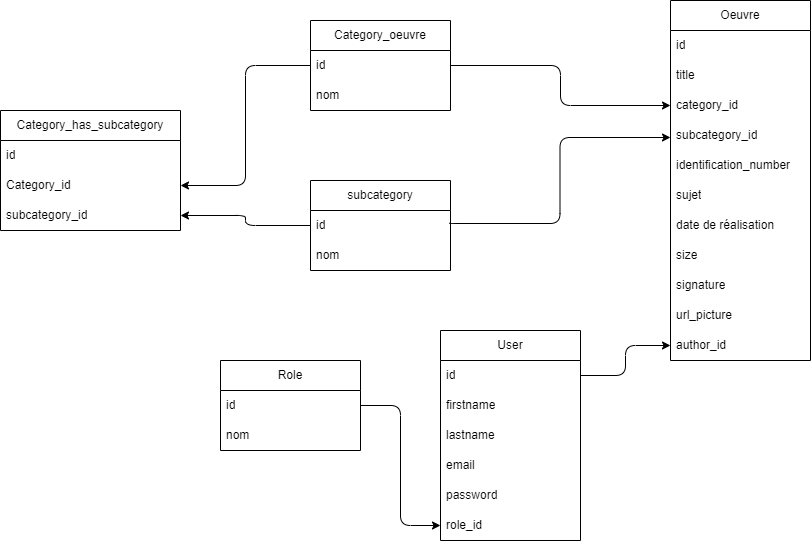 Category_has_subcategory
id
Category_id
subcategory_id
Category_oeuvre
id
nom
subcategory
id
nom
Oeuvre
id
title
category_id
subcategory_id
identification_number
sujet
date de réalisation
size
signature
url_picture
author_id
Role
id
nom
User
id
firstname
lastname
email
password
role_id